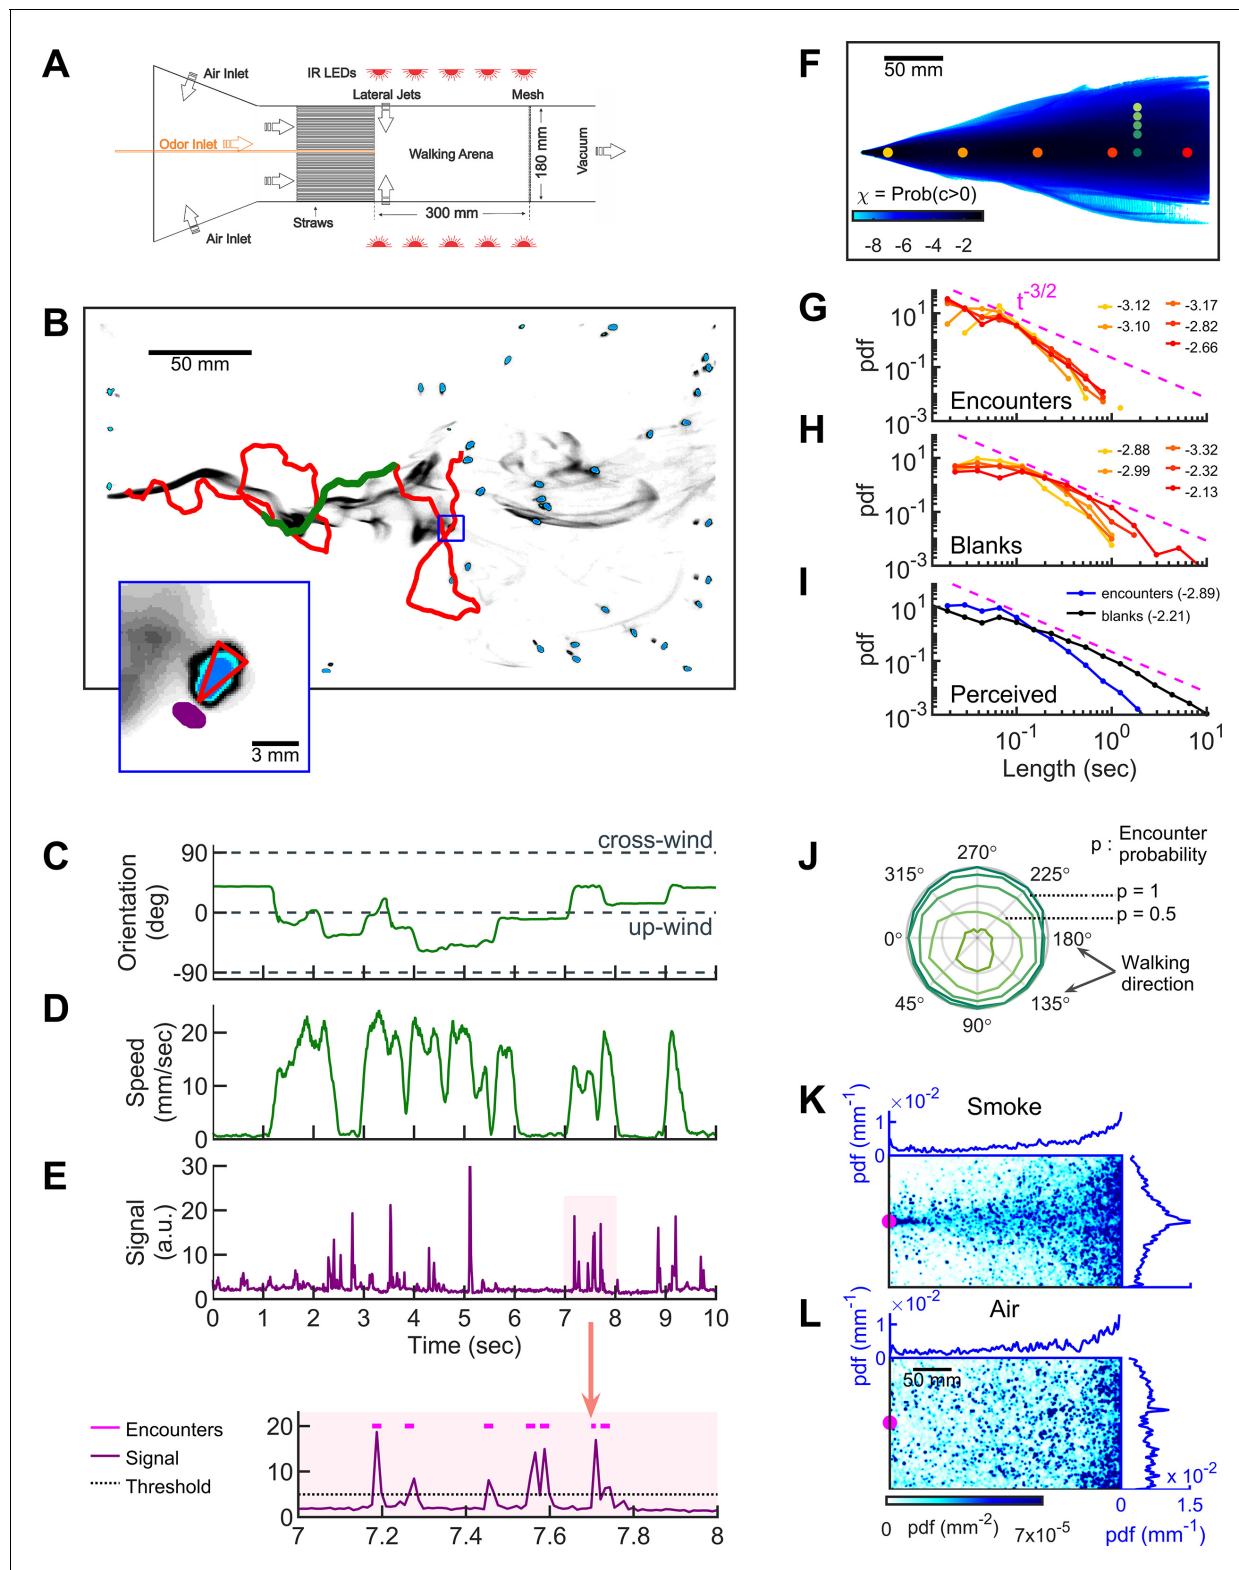 A
Air Inlet
IR LEDs
Lateral Jets
Mesh
Odor Inlet
Walking Arena
180 mm
Vacuum
300 mm
Straws
Air Inlet
B
50 mm
3 mm
C
Orientation
(deg)
90
0
-90
cross-wind
up-wind
D
Speed
(mm/sec)
20
10
0
E
Signal
(a.u.)
30
20
10
0
0 1 2 3 4 5 6 7 8 9 10
Time (sec)
Encounters
Signal
Threshold
20
10
0
7 7.2 7.4 7.6 7.8 8
F
50 mm
χ = Prob(c>0)
-8 -6 -4 -2
G
pdf
10^1
10^-1
10^-3
t^-3/2
-3.12
-3.10
-3.17
-2.82
-2.66
Encounters
H
pdf
10^1
10^-1
10^-3
-2.88
-2.99
-3.32
-2.32
-2.13
Blanks
I
pdf
10^1
10^-1
10^-3
encounters (-2.89)
blanks (-2.21)
Perceived
10^-1 10^0 10^1
Length (sec)
J
p : Encounter
probability
270°
315°
225°
p = 1
p = 0.5
0°
180°
45°
135°
90°
Walking
direction
K
pdf (mm^-1)
×10^-2
1
0
Smoke
L
pdf (mm^-1)
×10^-2
1
0
Air
50 mm
x 10^-2
0 1.5
pdf (mm^-1)
0 pdf (mm^-2) 7x10^-5